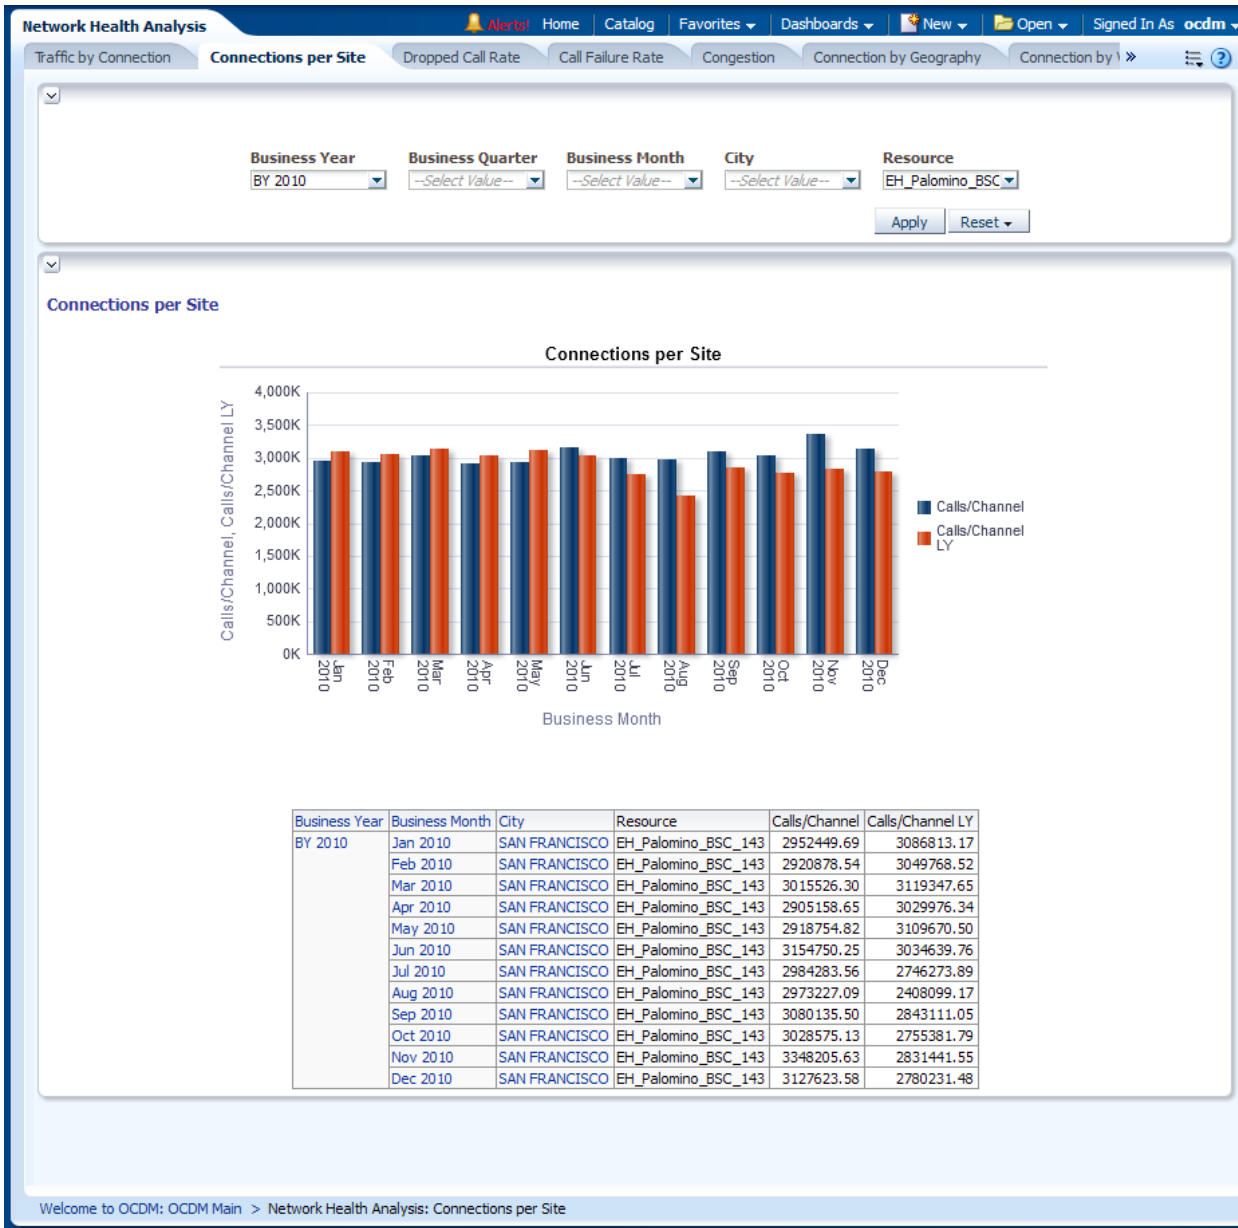 Network Health Analysis
Alerts! Home Catalog Favorites Dashboards New Open Signed In As ocdm
Traffic by Connection Connections per Site Dropped Call Rate Call Failure Rate Congestion Connection by Geography Connection by \ »
Business Year Business Quarter Business Month City Resource
BY 2010 --Select Value-- --Select Value-- --Select Value-- EH_Palomino_BSC
Apply Reset
Connections per Site
Connections per Site
Calls/Channel, Calls/Channel LY
4,000K
3,500K
3,000K
2,500K
2,000K
1,500K
1,000K
500K
0K
Calls/Channel
Calls/Channel
LY
Jan 2010 Feb 2010 Mar 2010 Apr 2010 May 2010 Jun 2010 Jul 2010 Aug 2010 Sep 2010 Oct 2010 Nov 2010 Dec 2010
Business Month
Business Year Business Month City Resource Calls/Channel Calls/Channel LY
BY 2010 Jan 2010 SAN FRANCISCO EH_Palomino_BSC_143 2952449.69 3086813.17
Feb 2010 SAN FRANCISCO EH_Palomino_BSC_143 2920878.54 3049768.52
Mar 2010 SAN FRANCISCO EH_Palomino_BSC_143 3015526.30 3119347.65
Apr 2010 SAN FRANCISCO EH_Palomino_BSC_143 2905158.65 3029976.34
May 2010 SAN FRANCISCO EH_Palomino_BSC_143 2918754.82 3109670.50
Jun 2010 SAN FRANCISCO EH_Palomino_BSC_143 3154750.25 3034639.76
Jul 2010 SAN FRANCISCO EH_Palomino_BSC_143 2984283.56 2746273.89
Aug 2010 SAN FRANCISCO EH_Palomino_BSC_143 2973227.09 2408099.17
Sep 2010 SAN FRANCISCO EH_Palomino_BSC_143 3080135.50 2843111.05
Oct 2010 SAN FRANCISCO EH_Palomino_BSC_143 3028575.13 2755381.79
Nov 2010 SAN FRANCISCO EH_Palomino_BSC_143 3348205.63 2831441.55
Dec 2010 SAN FRANCISCO EH_Palomino_BSC_143 3127623.58 2780231.48
Welcome to OCDM: OCDM Main > Network Health Analysis: Connections per Site